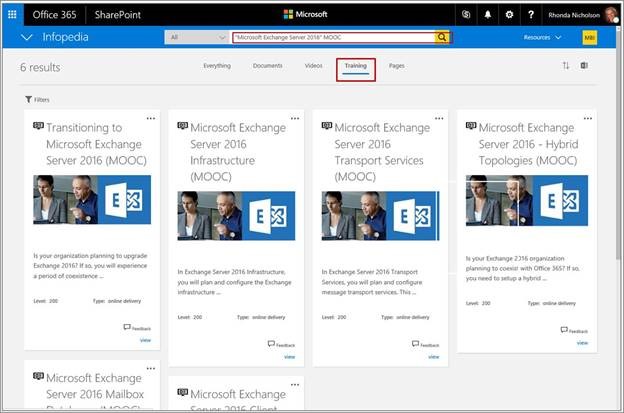 Office 365 SharePoint Microsoft Rhonda Nicholson
Infopedia All "Microsoft Exchange Server 2016" MOOC Resources MBI
6 results Everything Documents Videos Training Pages
Filters
Transitioning to
Microsoft Exchange
Server 2016 (MOOC)
Is your organization planning to upgrade
Exchange 2016? If so, you will experience
a period of coexistence ...
Level: 200 Type: online delivery
Feedback
view
Microsoft Exchange
Server 2016
Infrastructure
(MOOC)
In Exchange Server 2016 Infrastructure,
you will plan and configure the Exchange
infrastructure ...
Level: 200 Type: online delivery
Feedback
view
Microsoft Exchange
Server 2016
Transport Services
(MOOC)
In Exchange Server 2016 Transport
Services, you will plan and configure
message transport services. This ...
Level: 200 Type: online delivery
Feedback
view
Microsoft Exchange
Server 2016 - Hybrid
Topologies (MOOC)
Is your Exchange 2016 organization
planning to coexist with Office 365? If so,
you need to setup a hybrid ...
Level: 200 Type: online delivery
Feedback
view
Microsoft Exchange
Server 2016 Mailbox
Databases (MOOC)
Microsoft Exchange
Server 2016 Client